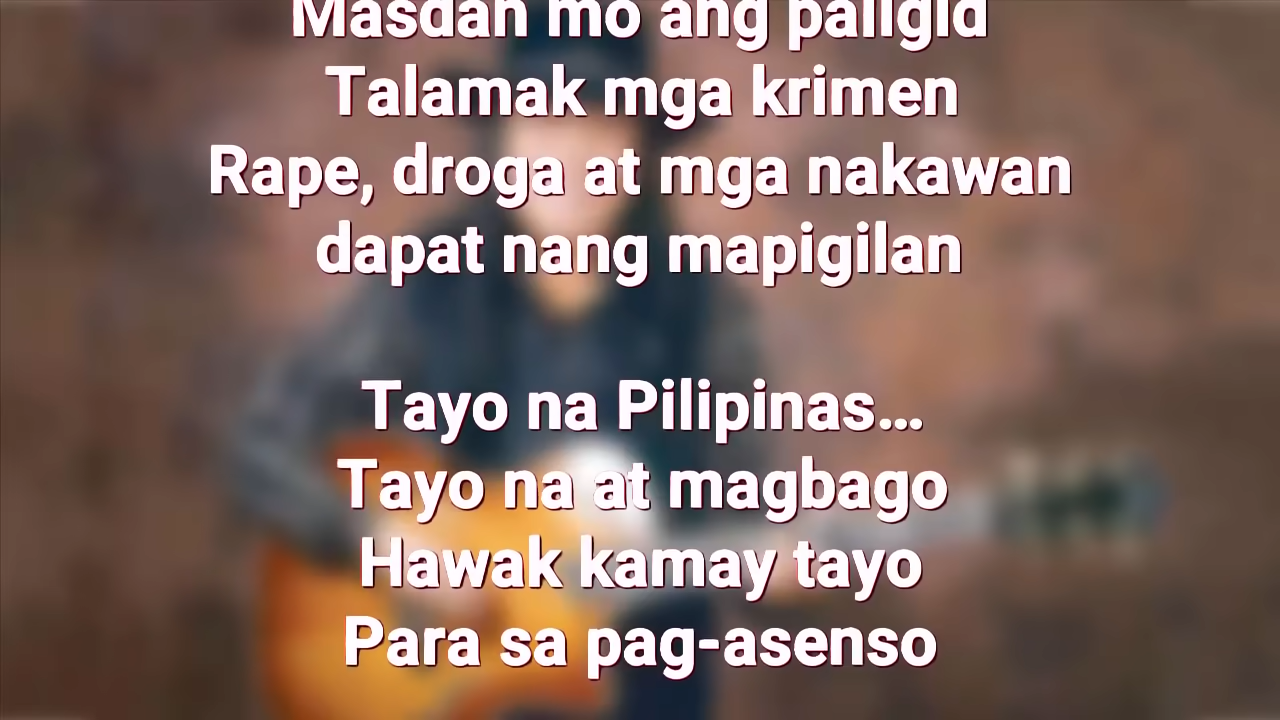 Masdan mo ang paligid
Talamak mga krimen
Rape, droga at mga nakawan
dapat nang mapigilan
Tayo na Pilipinas...
Tayo na at magbago
Hawak kamay tayo
Para sa pag-asenso